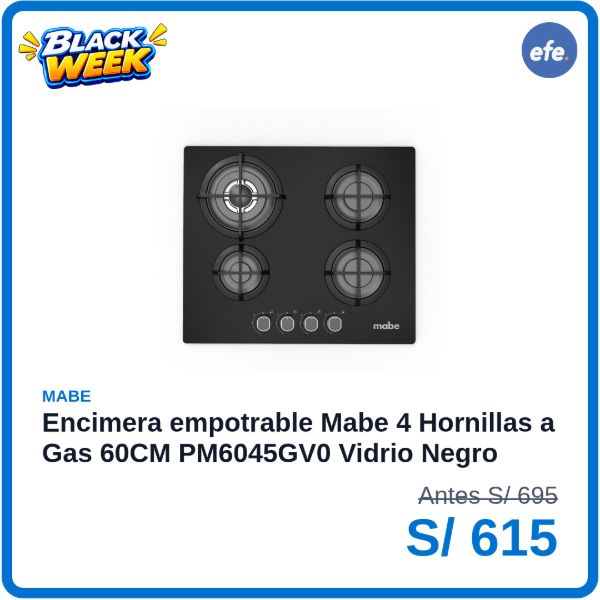 BLACK
WEEK
efe.
mabe
MABE
Encimera empotrable Mabe 4 Hornillas a
Gas 60CM PM6045GV0 Vidrio Negro
Antes S/ 695
S/ 615